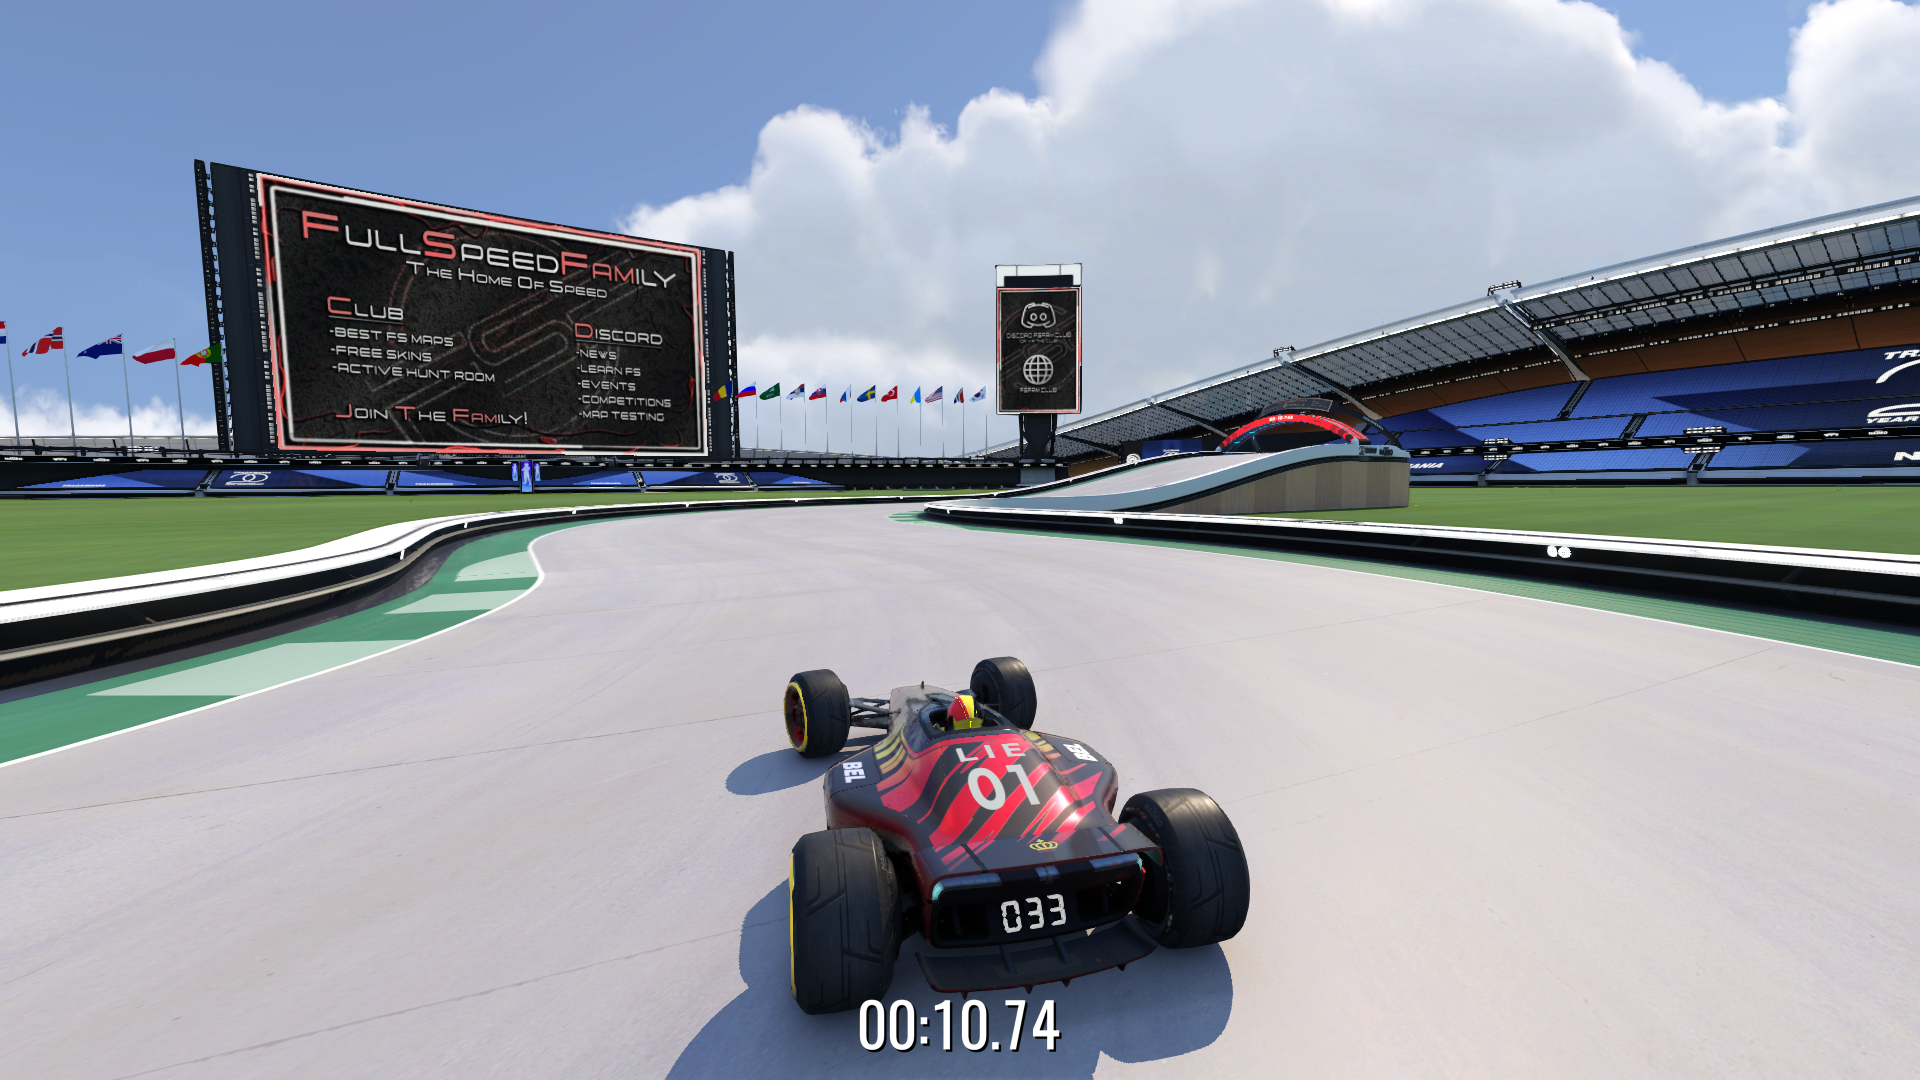 FullSpeedFamily
The Home Of Speed
Club
-Best FS Maps
-Free Skins
-Active Hunt Room
Discord
-News
-Learn FS
-Events
-Competitions
-Map Testing
Join The Family!
LIE
01
BEL
BEL
033
00:10.74